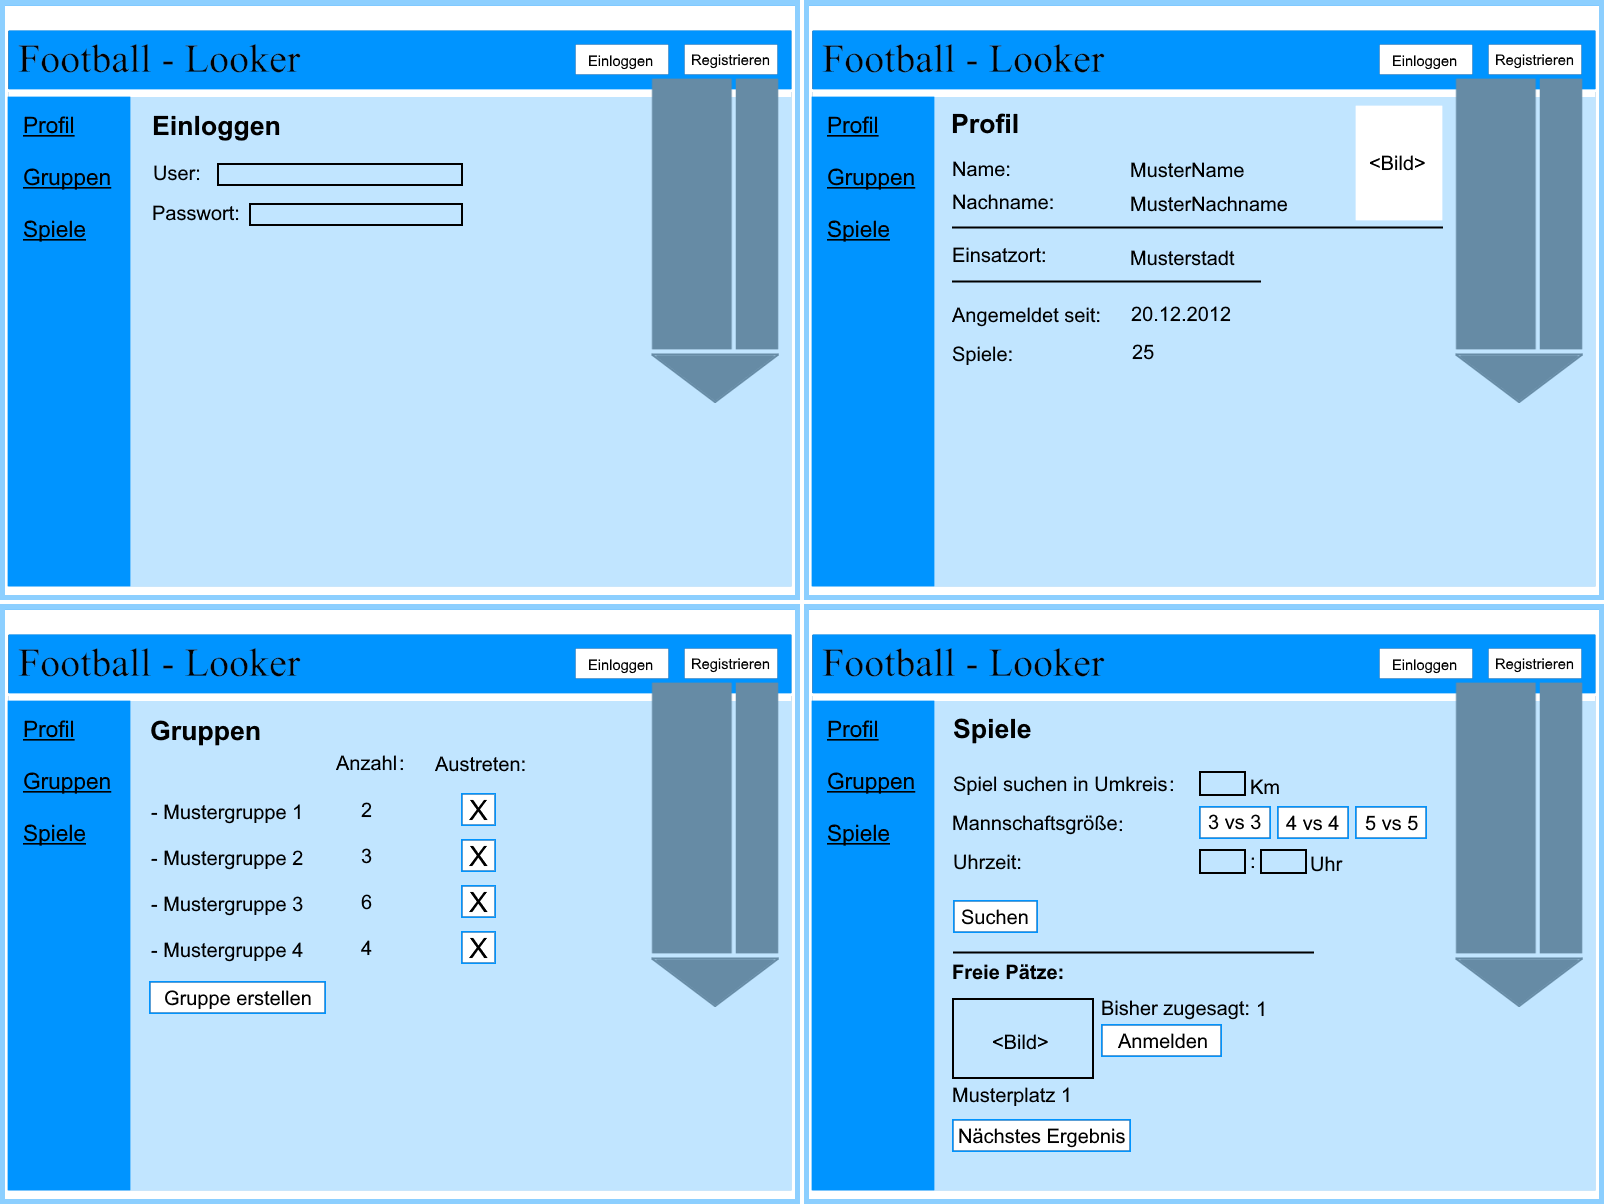 Football - Looker
Einloggen
Registrieren
Profil
Gruppen
Spiele
Einloggen
User:
Passwort:
Football - Looker
Einloggen
Registrieren
Profil
Gruppen
Spiele
Profil
<Bild>
Name: MusterName
Nachname: MusterNachname
Einsatzort: Musterstadt
Angemeldet seit: 20.12.2012
Spiele: 25
Football - Looker
Einloggen
Registrieren
Profil
Gruppen
Spiele
Gruppen
Anzahl: Austreten:
- Mustergruppe 1 2 X
- Mustergruppe 2 3 X
- Mustergruppe 3 6 X
- Mustergruppe 4 4 X
Gruppe erstellen
Football - Looker
Einloggen
Registrieren
Profil
Gruppen
Spiele
Spiele
Spiel suchen in Umkreis: Km
Mannschaftsgröße: 3 vs 3 4 vs 4 5 vs 5
Uhrzeit: : Uhr
Suchen
Freie Pätze:
<Bild>
Bisher zugesagt: 1
Anmelden
Musterplatz 1
Nächstes Ergebnis